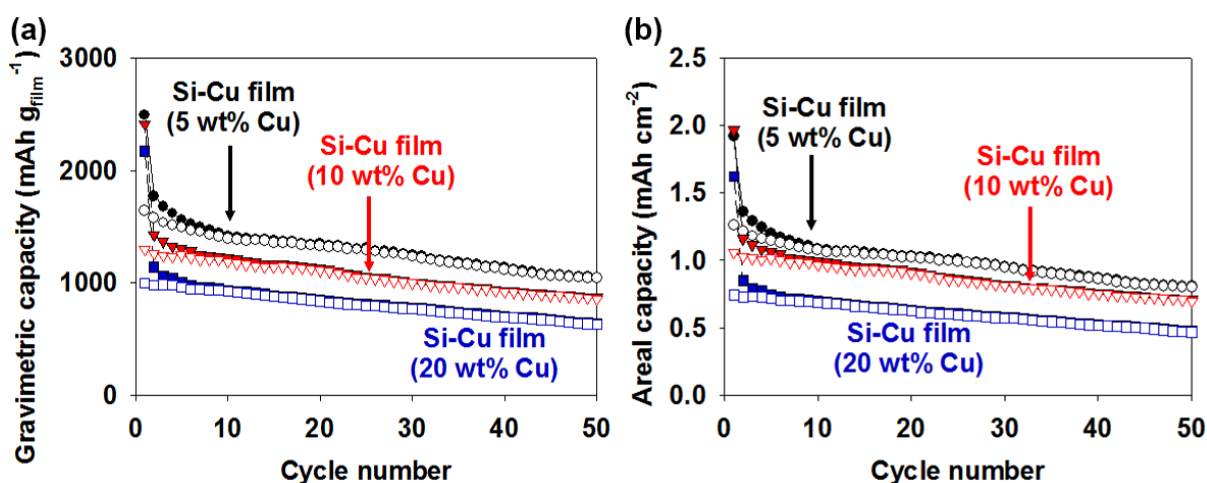 (a)
Gravimetric capacity (mAh g_film^-1)
3000
2000
1000
0
Si-Cu film
(5 wt% Cu)
Si-Cu film
(10 wt% Cu)
Si-Cu film
(20 wt% Cu)
0 10 20 30 40 50
Cycle number
(b)
Areal capacity (mAh cm^-2)
2.5
2.0
1.5
1.0
0.5
0.0
Si-Cu film
(5 wt% Cu)
Si-Cu film
(10 wt% Cu)
Si-Cu film
(20 wt% Cu)
0 10 20 30 40 50
Cycle number